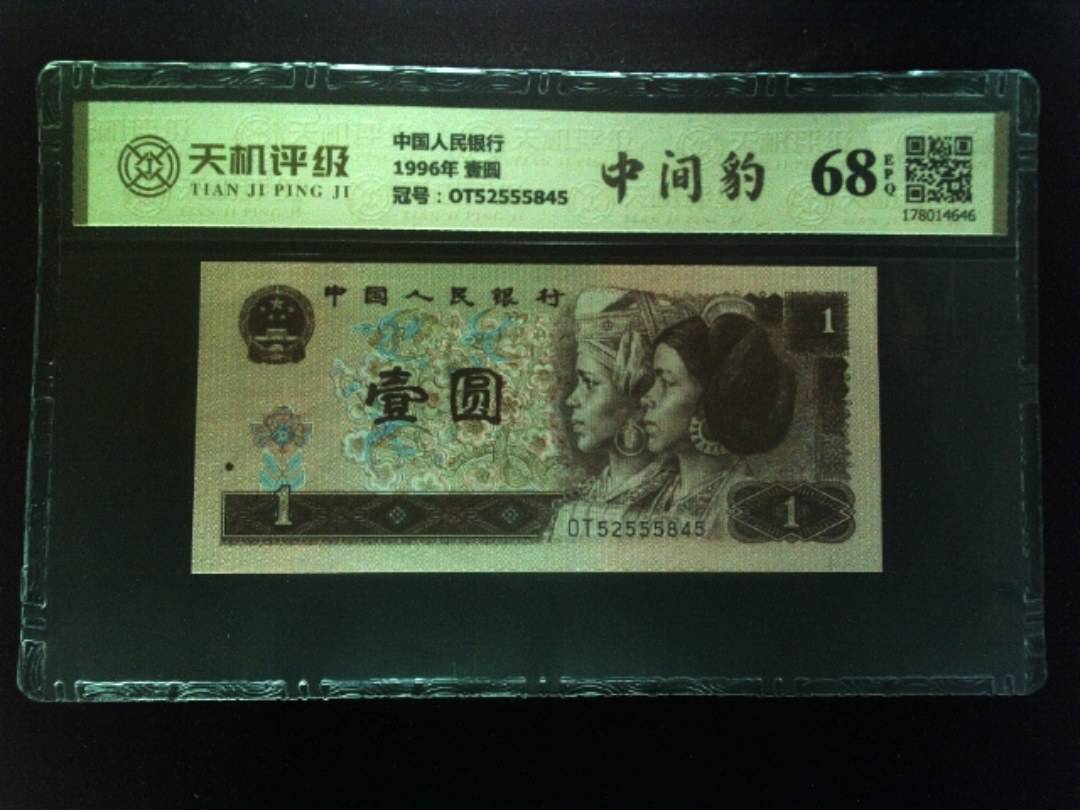 天机评级
TIAN JI PING JI
中国人民银行
1996年 壹圆
冠号：OT52555845
中间豹
68
EPQ
178014646
中国人民银行
1
壹圆
1
OT52555845
1